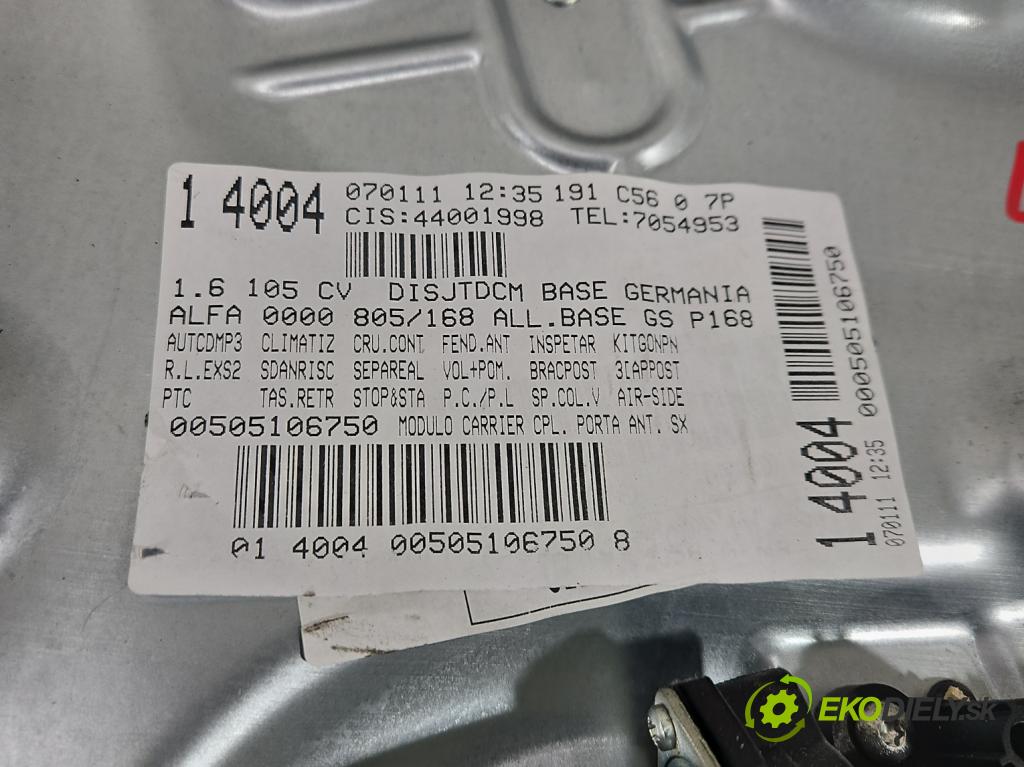 1 4004 070111 12:35 191 C56 0 7P
CIS:44001998 TEL:7054953
1.6 105 CV DISJTDCM BASE GERMANIA
ALFA 0000 805/168 ALL.BASE GS P168
AUTCDMP3 CLIMATIZ CRU.CONT FEND.ANT INSPETAR KITGONPN
R.L.EXS2 SDANRISC SEPAREAL VOL+POM. BRACPOST 3[APPOST
PTC TAS.RETR STOP&STA P.C./P.L SP.COL.V AIR-SIDE
00505106750 MODULO CARRIER CPL. PORTA ANT. SX
01 4004 00505106750 8
1 4004 000505106750
070111 12:35
EKODIELY.SK